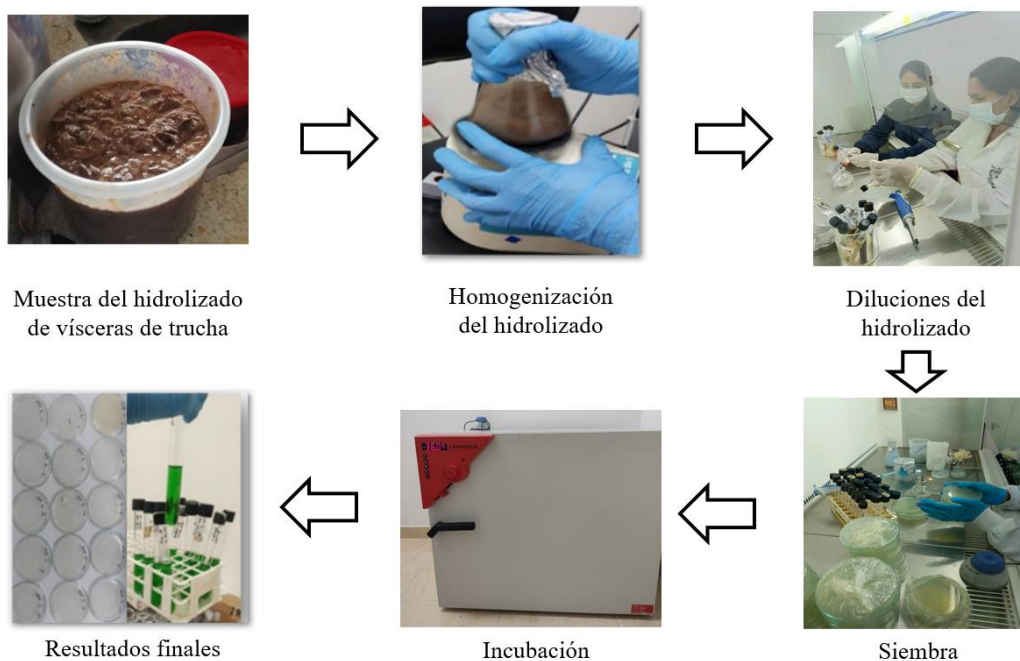 Muestra del hidrolizado
de vísceras de trucha
Homogenización
del hidrolizado
Diluciones del
hidrolizado
Resultados finales
Incubación
Siembra